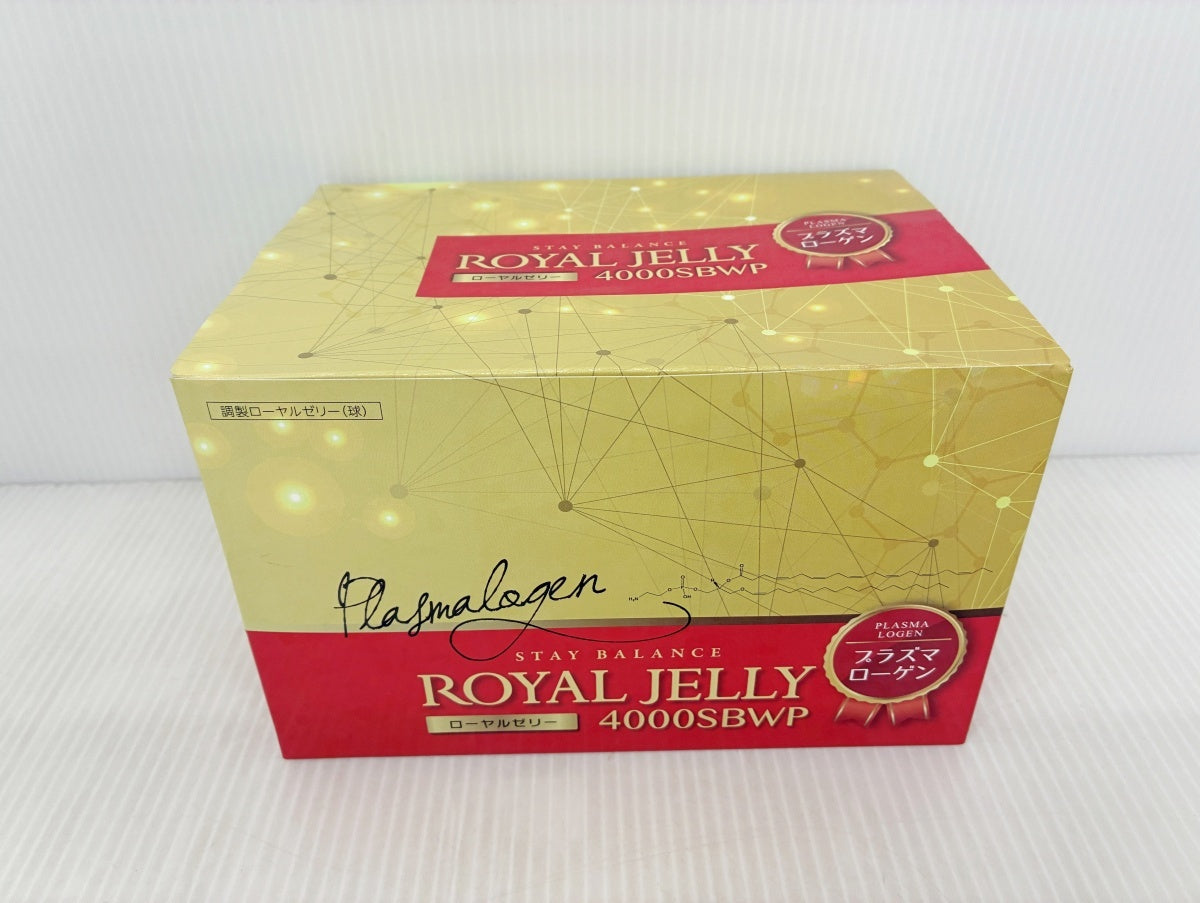 STAY BALANCE
ROYAL JELLY
ローヤルゼリー 4000SBWP
PLASMA
LOGEN
プラズマ
ローゲン
調製ローヤルゼリー(球)
Plasmalogen
STAY BALANCE
ROYAL JELLY
ローヤルゼリー 4000SBWP
PLASMA
LOGEN
プラズマ
ローゲン